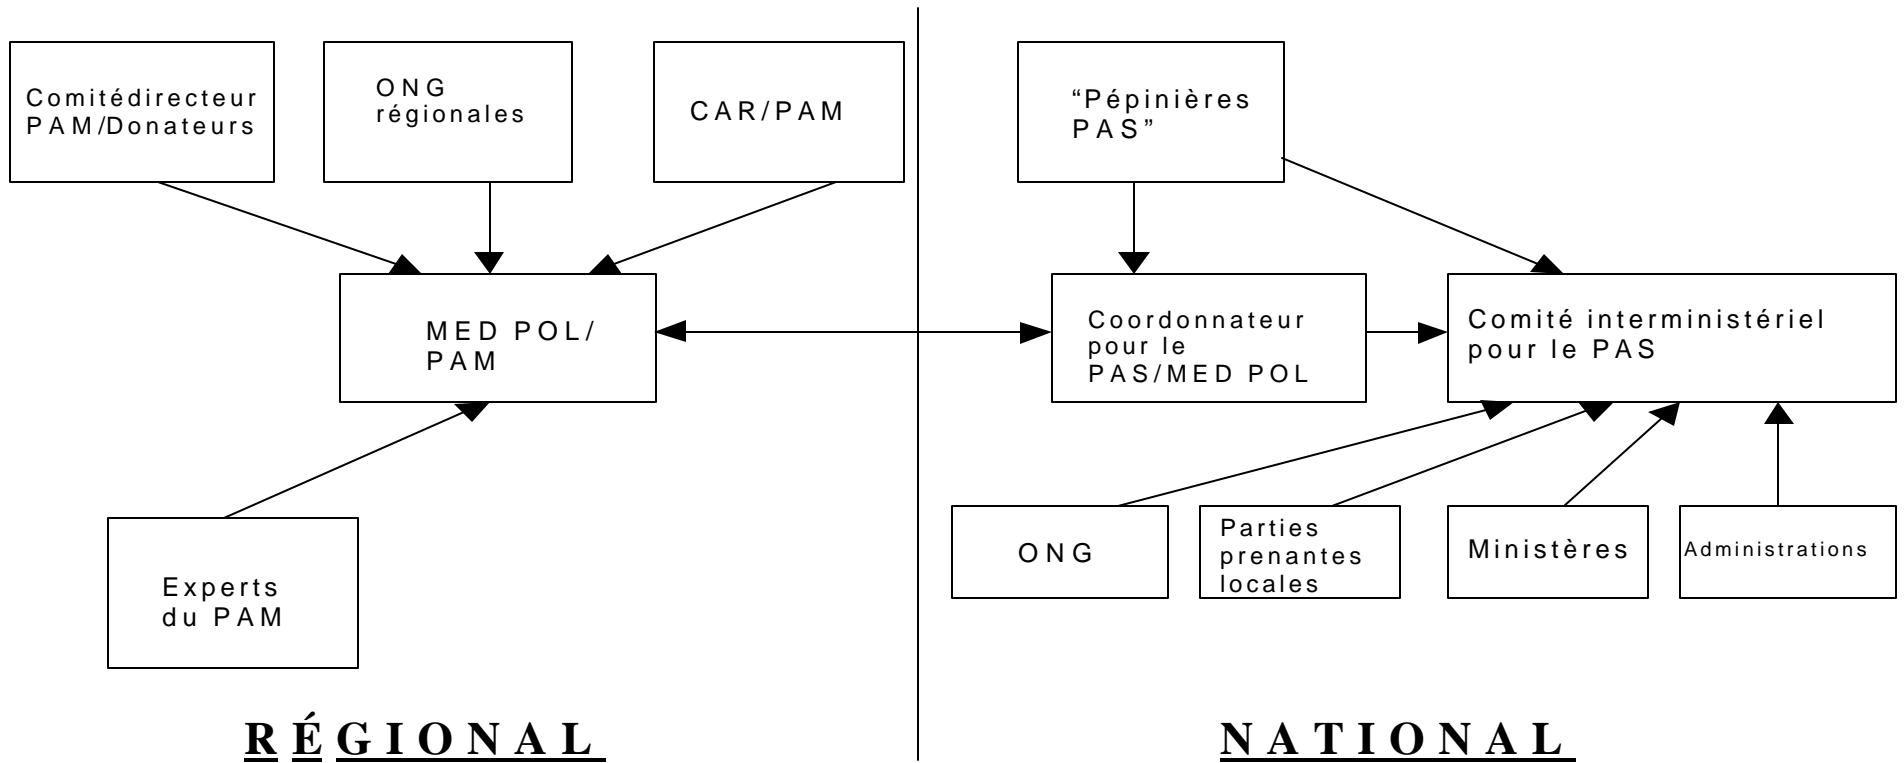 Comitédirecteur
PAM/Donateurs
ONG
régionales
CAR/PAM
“Pépinières
PAS”
MED POL/
PAM
Coordonnateur
pour le
PAS/MED POL
Comité interministériel
pour le PAS
Experts
du PAM
ONG
Parties
prenantes
locales
Ministères
Administrations
RÉGIONAL
NATIONAL